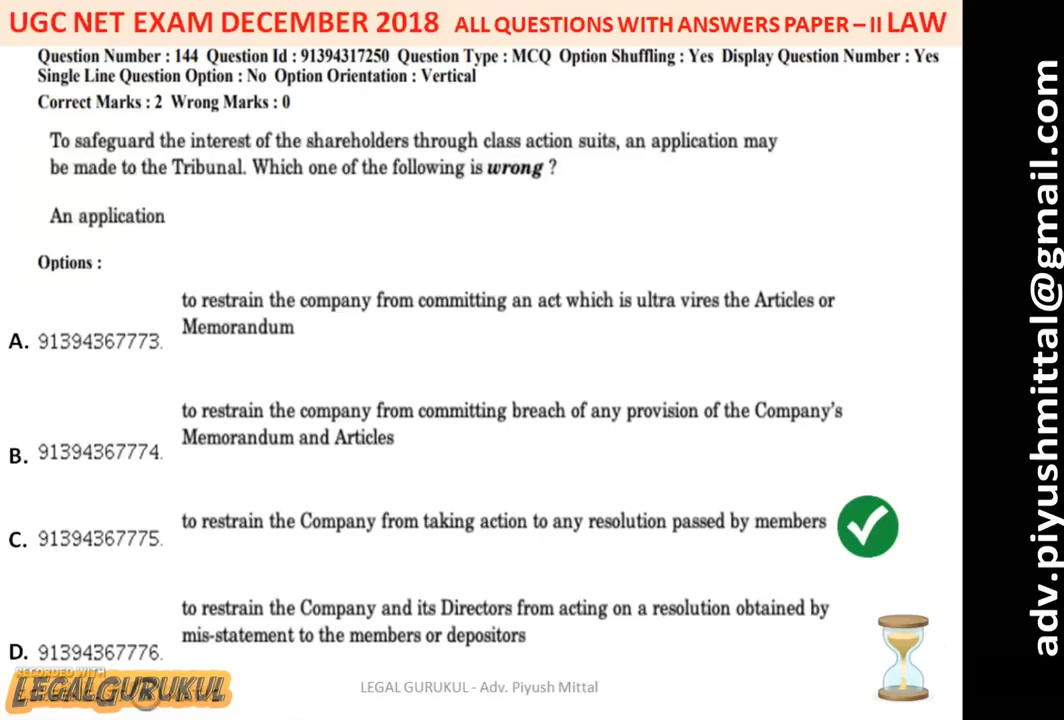 UGC NET EXAM DECEMBER 2018 ALL QUESTIONS WITH ANSWERS PAPER – II LAW
Question Number : 144 Question Id : 91394317250 Question Type : MCQ Option Shuffling : Yes Display Question Number : Yes
Single Line Question Option : No Option Orientation : Vertical
Correct Marks : 2 Wrong Marks : 0
To safeguard the interest of the shareholders through class action suits, an application may
be made to the Tribunal. Which one of the following is wrong ?
An application
Options :
to restrain the company from committing an act which is ultra vires the Articles or
Memorandum
A. 91394367773.
to restrain the company from committing breach of any provision of the Company's
Memorandum and Articles
B. 91394367774.
to restrain the Company from taking action to any resolution passed by members
C. 91394367775.
to restrain the Company and its Directors from acting on a resolution obtained by
mis-statement to the members or depositors
D. 91394367776.
RECORDED WITH
LEGALGURUKUL
LEGAL GURUKUL - Adv. Piyush Mittal
adv.piyushmittal@gmail.com